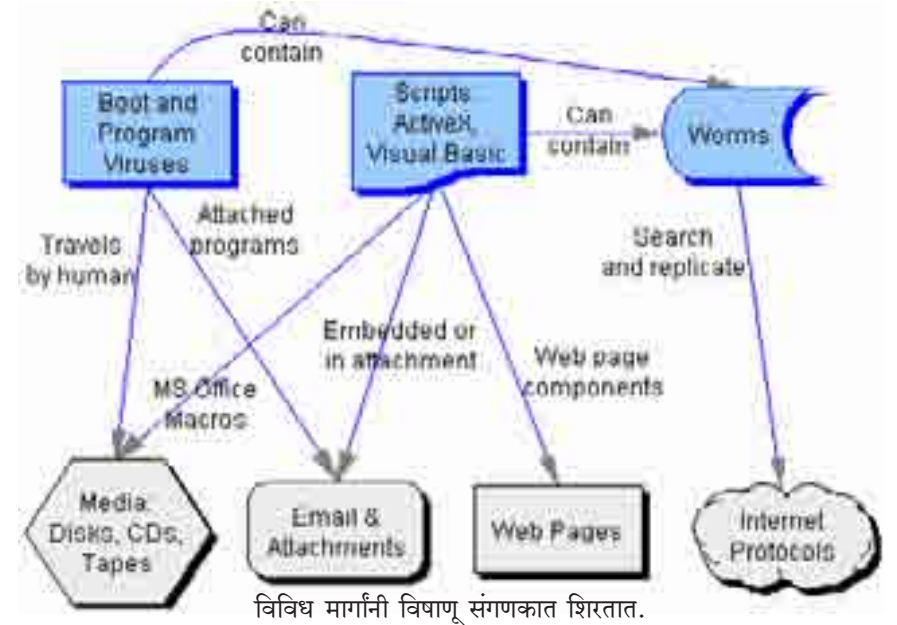 Can
contain
Boot and
Program
Viruses
Scripts
ActiveX,
Visual Basic
Can
contain
Worms
Travels
by human
Attached
programs
Search
and replicate
Embedded or
in attachment
Web page
components
MS Office
Macros
Media:
Disks, CDs,
Tapes
Email &
Attachments
Web Pages
Internet
Protocols
विविध मार्गांनी विषाणू संगणकात शिरतात.